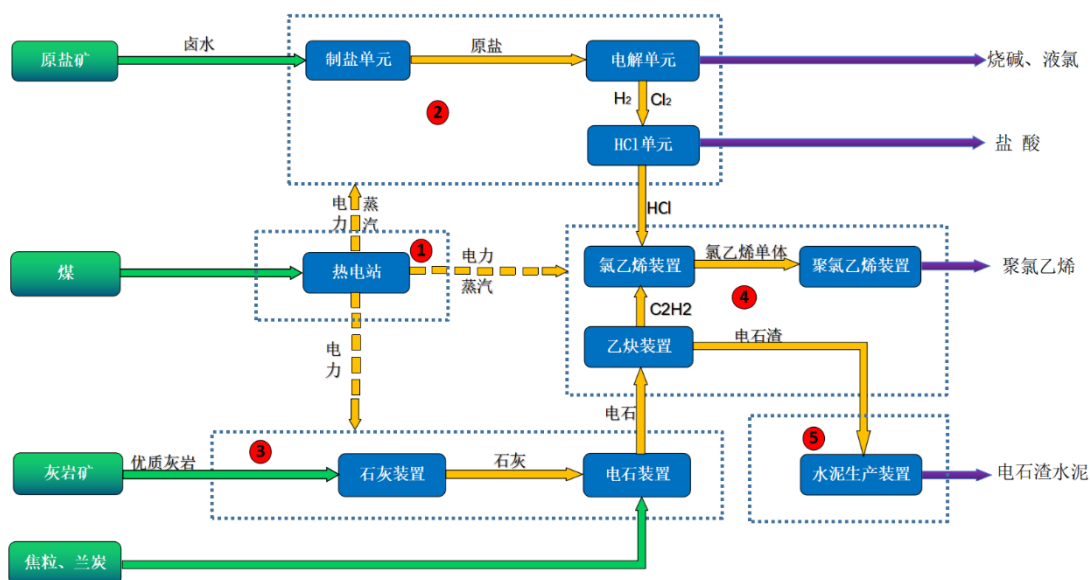 卤水
原盐
原盐矿
制盐单元
电解单元
烧碱、液氯
H₂
Cl₂
2
HCl单元
盐 酸
电力
蒸汽
HCl
1
电力
氯乙烯单体
煤
热电站
氯乙烯装置
聚氯乙烯装置
聚氯乙烯
蒸汽
4
C2H2
电石渣
乙炔装置
电力
电石
5
3
优质灰岩
石灰
灰岩矿
石灰装置
电石装置
水泥生产装置
电石渣水泥
焦粒、兰炭